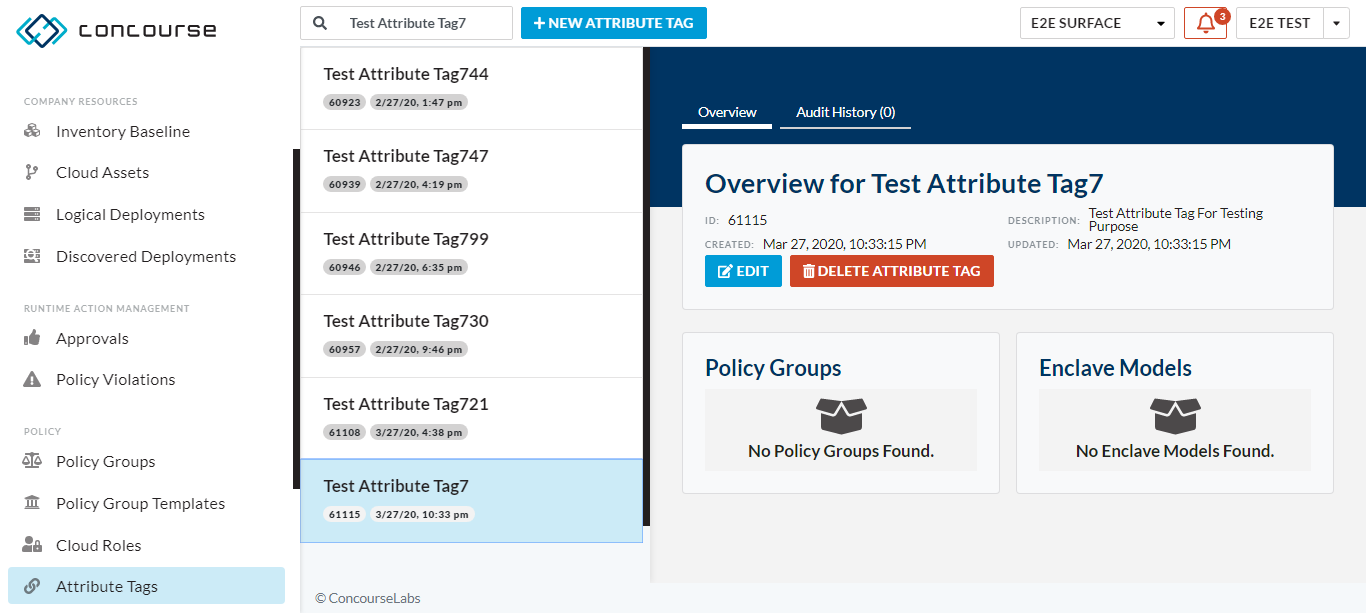 concourse
Test Attribute Tag7
NEW ATTRIBUTE TAG
E2E SURFACE
3
E2E TEST
COMPANY RESOURCES
Inventory Baseline
Cloud Assets
Logical Deployments
Discovered Deployments
RUNTIME ACTION MANAGEMENT
Approvals
Policy Violations
POLICY
Policy Groups
Policy Group Templates
Cloud Roles
Attribute Tags
Test Attribute Tag744
60923 2/27/20, 1:47 pm
Test Attribute Tag747
60939 2/27/20, 4:19 pm
Test Attribute Tag799
60946 2/27/20, 6:35 pm
Test Attribute Tag730
60957 2/27/20, 9:46 pm
Test Attribute Tag721
61108 3/27/20, 4:38 pm
Test Attribute Tag7
61115 3/27/20, 10:33 pm
© ConcourseLabs
Overview Audit History (0)
Overview for Test Attribute Tag7
ID: 61115
DESCRIPTION: Test Attribute Tag For Testing
Purpose
CREATED: Mar 27, 2020, 10:33:15 PM
UPDATED: Mar 27, 2020, 10:33:15 PM
EDIT
DELETE ATTRIBUTE TAG
Policy Groups
No Policy Groups Found.
Enclave Models
No Enclave Models Found.